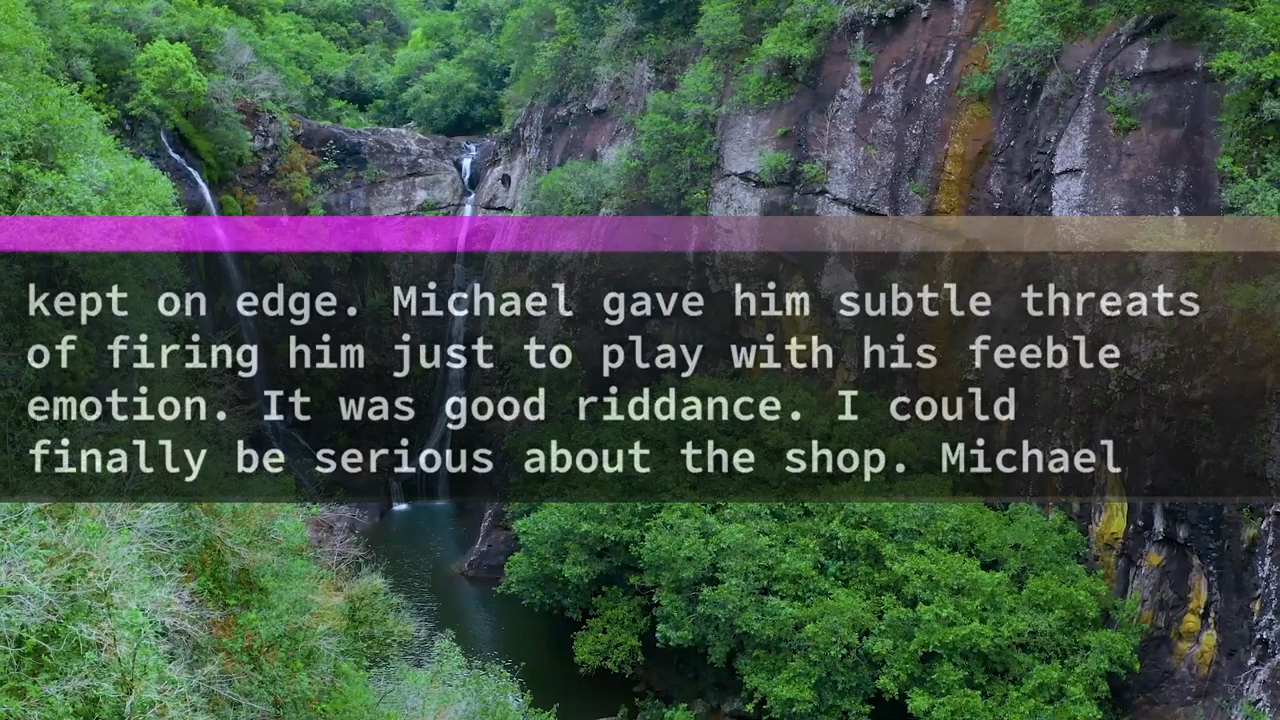 kept on edge. Michael gave him subtle threats
of firing him just to play with his feeble
emotion. It was good riddance. I could
finally be serious about the shop. Michael